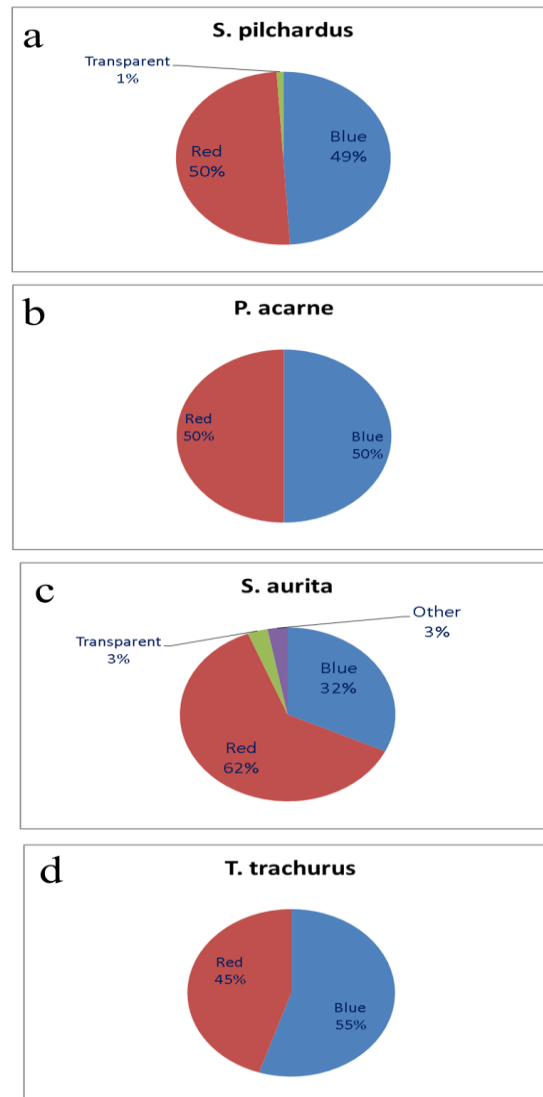 a
S. pilchardus
Transparent
1%
Red
50%
Blue
49%
b
P. acarne
Red
50%
Blue
50%
c
S. aurita
Other
3%
Transparent
3%
Blue
32%
Red
62%
d
T. trachurus
Red
45%
Blue
55%